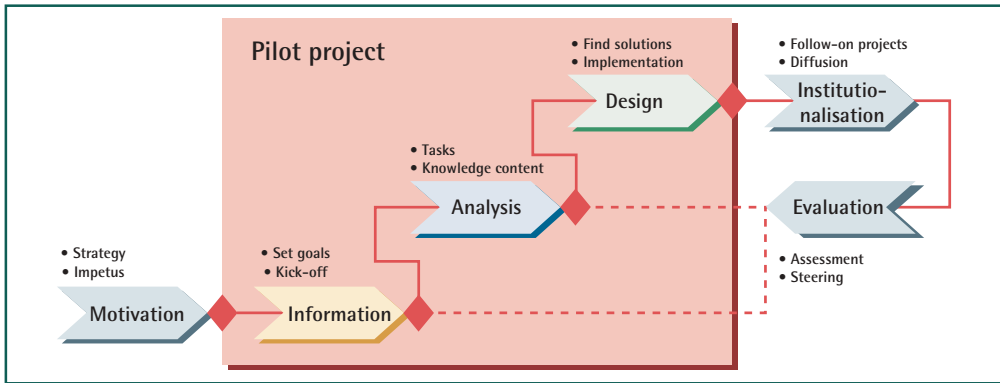 Pilot project
• Find solutions
• Implementation
Design
• Follow-on projects
• Diffusion
Institutio-
nalisation
• Tasks
• Knowledge content
Analysis
Evaluation
• Assessment
• Steering
• Strategy
• Impetus
Motivation
• Set goals
• Kick-off
Information